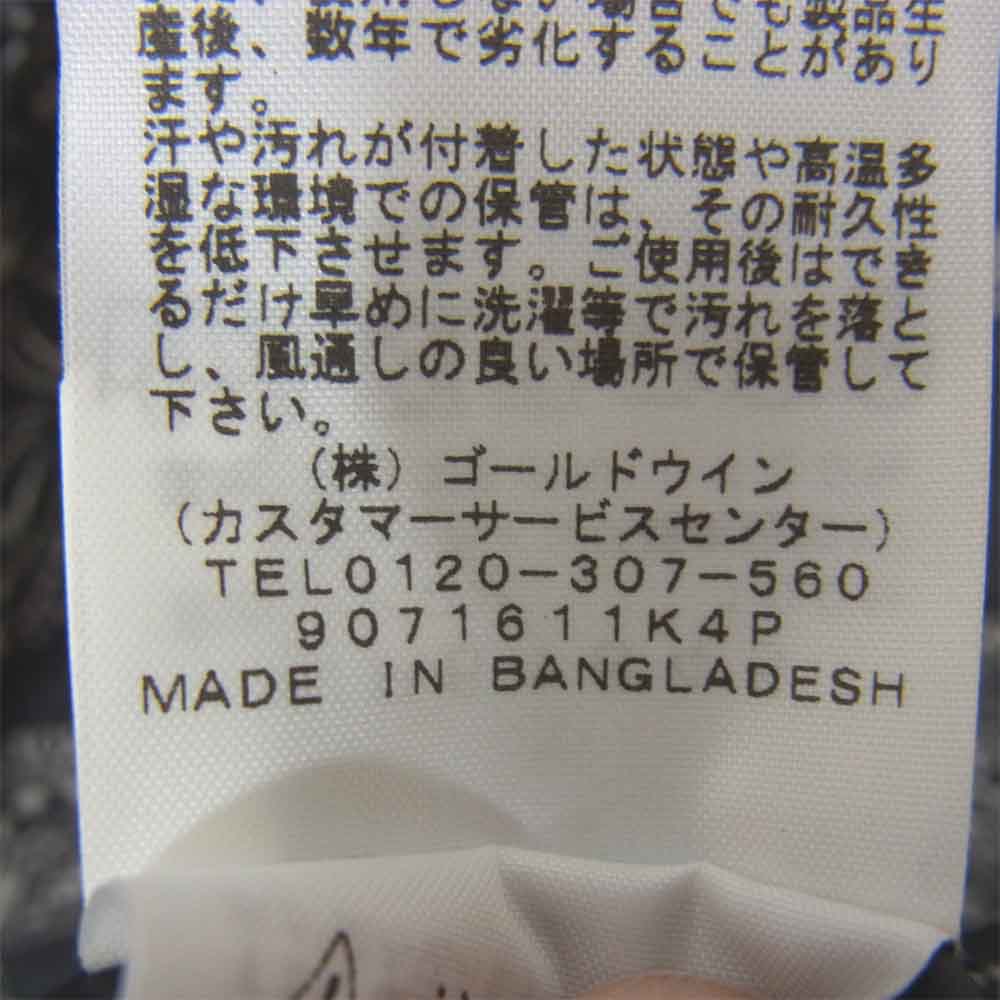 産後、数年で劣化することがあり
ます。
汗や汚れが付着した状態や高温多
湿な環境での保管は、その耐久性
を低下させます。ご使用後はでき
るだけ早めに洗濯等で汚れを落と
し、風通しの良い場所で保管して
下さい。
(株)ゴールドウイン
(カスタマーサービスセンター)
TEL0120-307-560
9071611K4P
MADE IN BANGLADESH